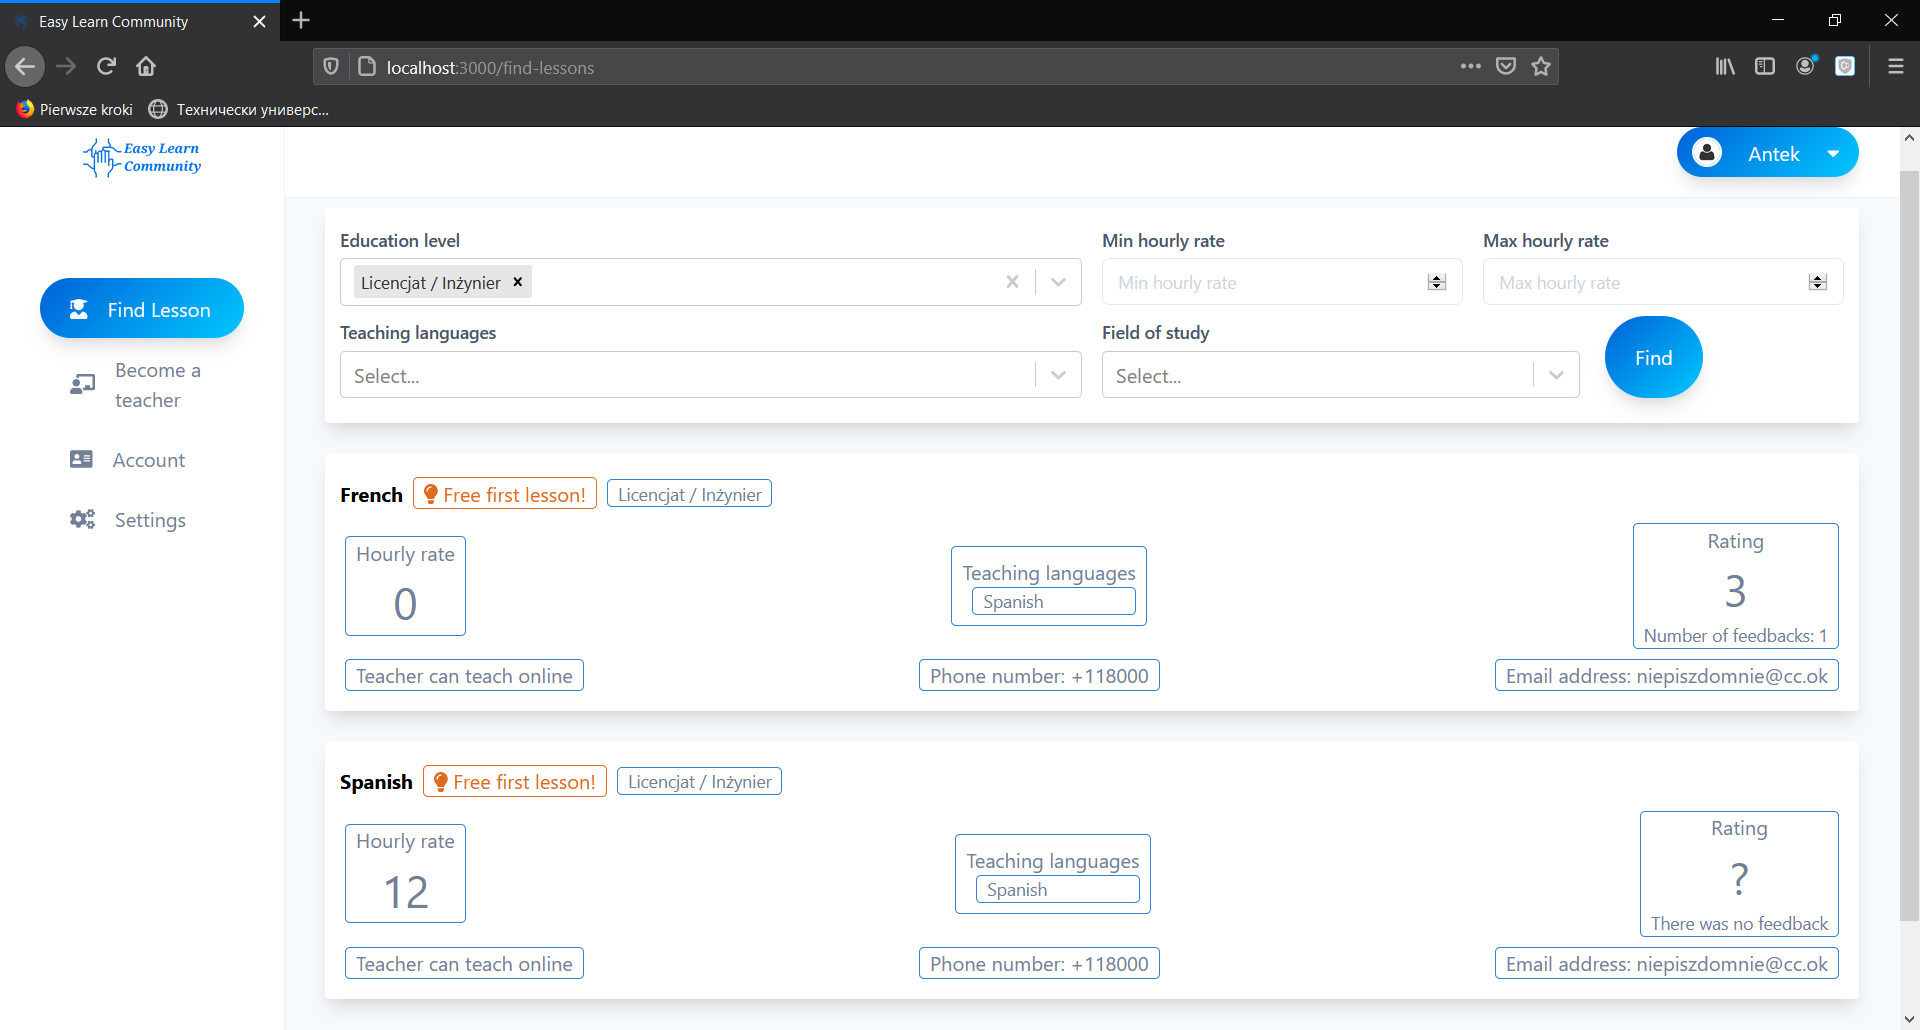 Easy Learn Community
localhost:3000/find-lessons
Pierwsze kroki
Технически универс...
Easy Learn
Community
Antek
Find Lesson
Become a
teacher
Account
Settings
Education level
Min hourly rate
Max hourly rate
Licencjat / Inżynier
Min hourly rate
Max hourly rate
Teaching languages
Field of study
Select...
Select...
Find
French
Free first lesson!
Licencjat / Inżynier
Hourly rate
0
Teaching languages
Spanish
Rating
3
Number of feedbacks: 1
Teacher can teach online
Phone number: +118000
Email address: niepiszdomnie@cc.ok
Spanish
Free first lesson!
Licencjat / Inżynier
Hourly rate
12
Teaching languages
Spanish
Rating
?
There was no feedback
Teacher can teach online
Phone number: +118000
Email address: niepiszdomnie@cc.ok